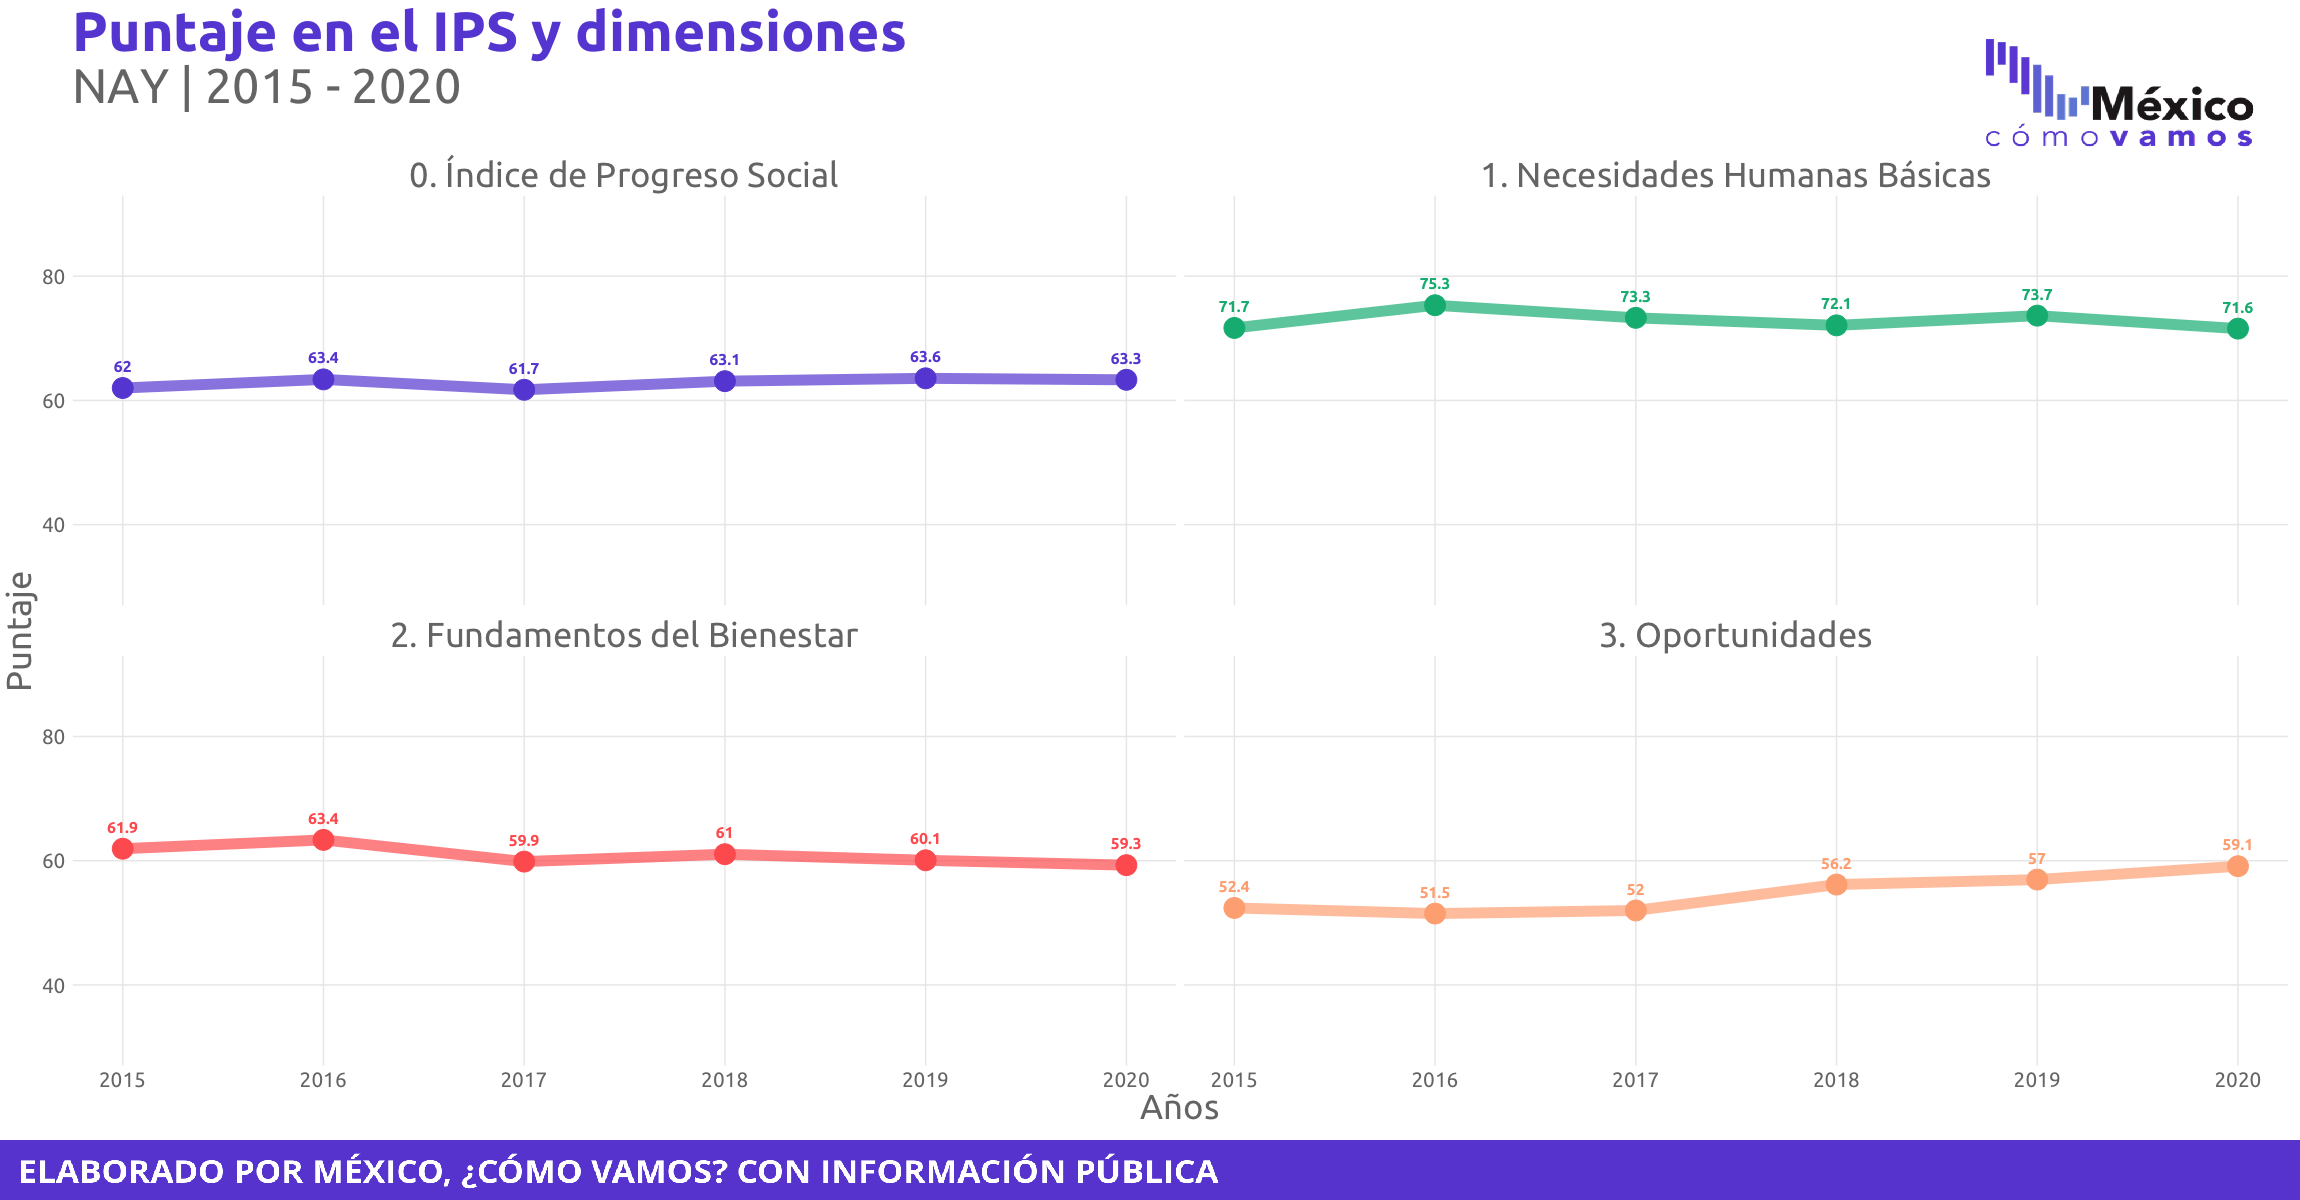 Puntaje en el IPS y dimensiones
NAY | 2015 - 2020
México
cómo vamos
0. Índice de Progreso Social
1. Necesidades Humanas Básicas
80
60
40
62
63.4
61.7
63.1
63.6
63.3
71.7
75.3
73.3
72.1
73.7
71.6
Puntaje
2. Fundamentos del Bienestar
3. Oportunidades
80
60
40
61.9
63.4
59.9
61
60.1
59.3
52.4
51.5
52
56.2
57
59.1
2015 2016 2017 2018 2019 2020 2015 2016 2017 2018 2019 2020
Años
ELABORADO POR MÉXICO, ¿CÓMO VAMOS? CON INFORMACIÓN PÚBLICA